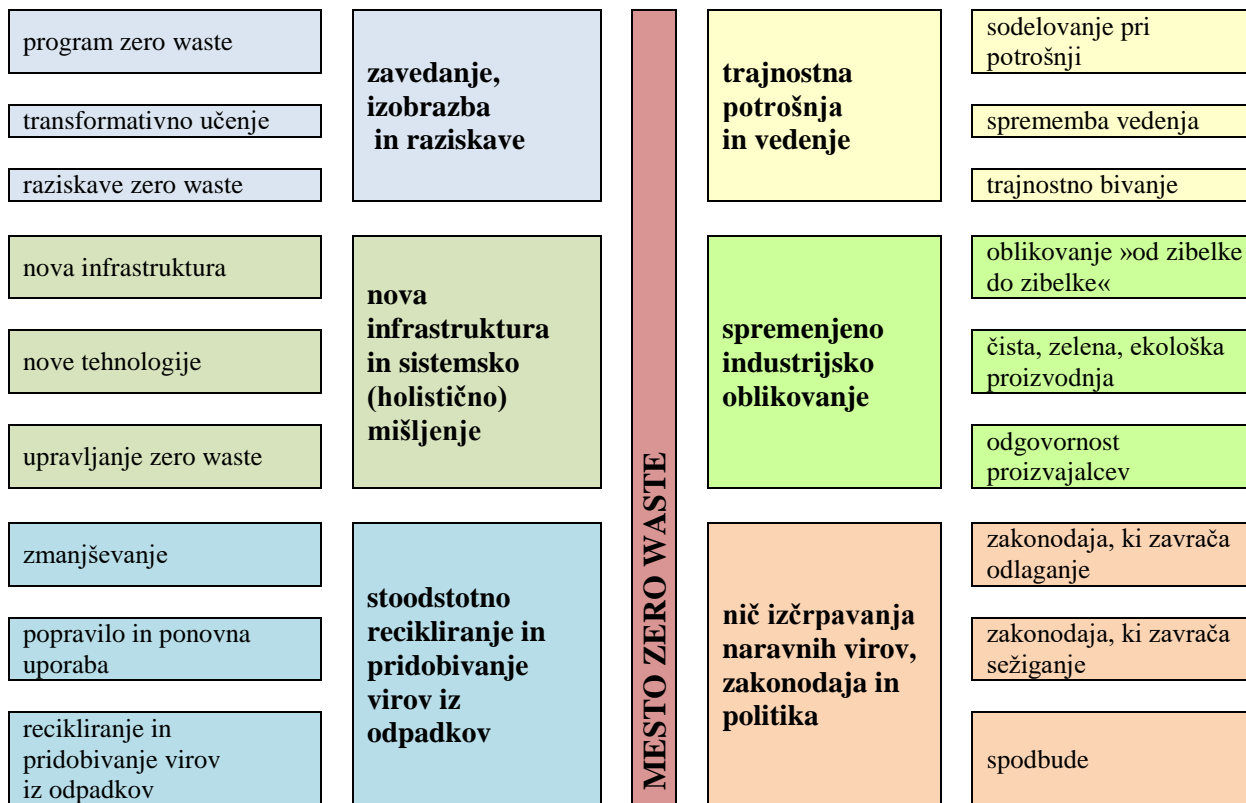 program zero waste
transformativno učenje
raziskave zero waste
zavedanje,
izobrazba
in raziskave
nova infrastruktura
nove tehnologije
upravljanje zero waste
nova
infrastruktura
in sistemsko
(holistično)
mišljenje
zmanjševanje
popravilo in ponovna
uporaba
recikliranje in
pridobivanje virov
iz odpadkov
stoodstotno
recikliranje in
pridobivanje
virov iz
odpadkov
MESTO ZERO WASTE
trajnostna
potrošnja
in vedenje
sodelovanje pri
potrošnji
sprememba vedenja
trajnostno bivanje
spremenjeno
industrijsko
oblikovanje
oblikovanje »od zibelke
do zibelke«
čista, zelena, ekološka
proizvodnja
odgovornost
proizvajalcev
nič izčrpavanja
naravnih virov,
zakonodaja in
politika
zakonodaja, ki zavrača
odlaganje
zakonodaja, ki zavrača
sežiganje
spodbude